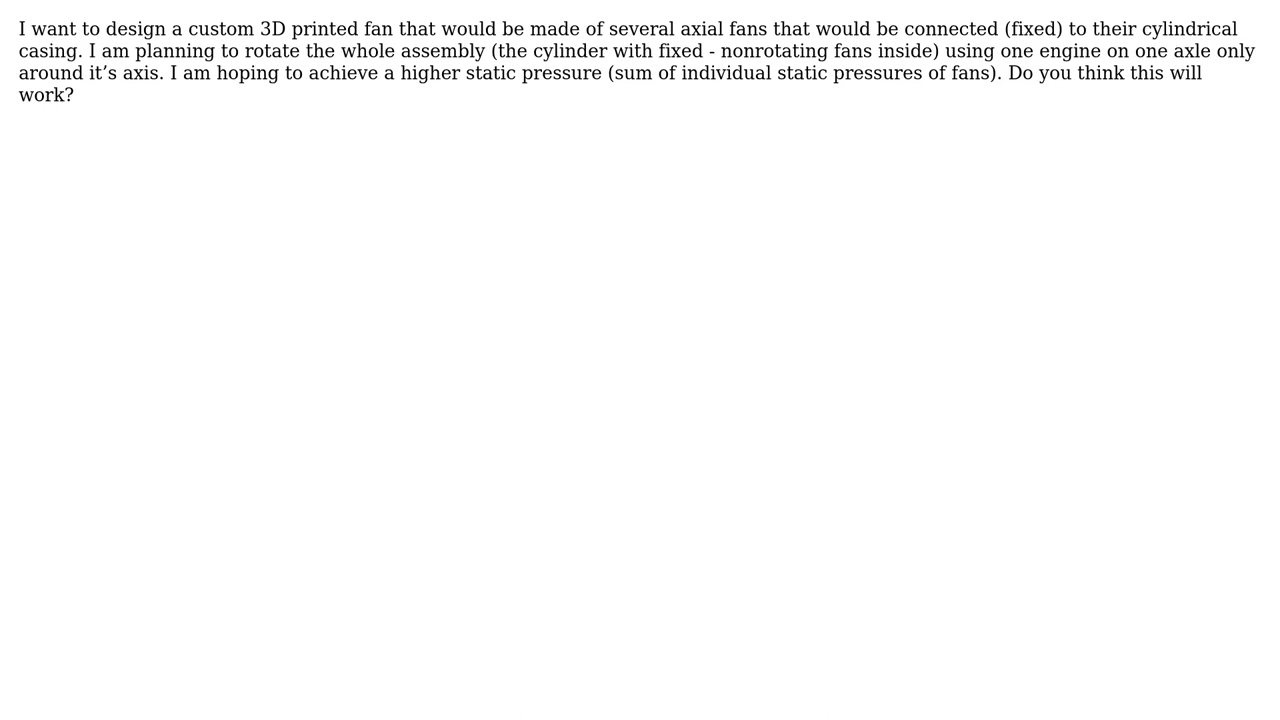 I want to design a custom 3D printed fan that would be made of several axial fans that would be connected (fixed) to their cylindrical
casing. I am planning to rotate the whole assembly (the cylinder with fixed - nonrotating fans inside) using one engine on one axle only
around it’s axis. I am hoping to achieve a higher static pressure (sum of individual static pressures of fans). Do you think this will
work?